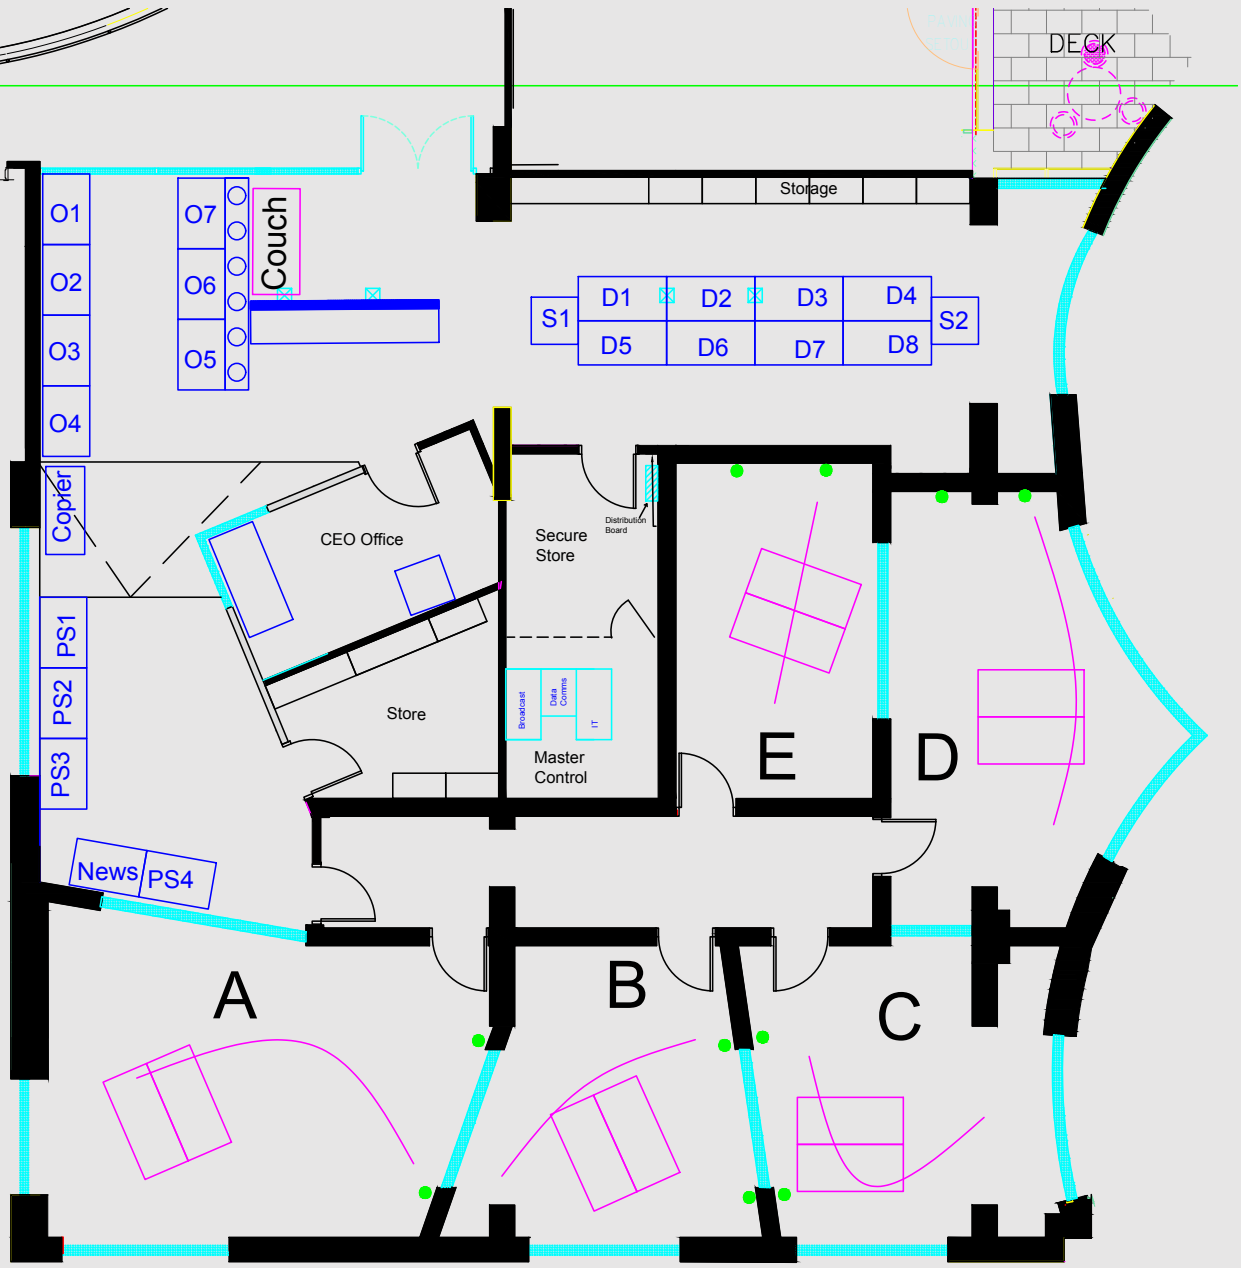 DECK
Storage
O1
O7
Couch
O2
O6
D1
D2
D3
D4
S1
S2
O3
O5
D5
D6
D7
D8
O4
Copier
CEO Office
Secure
Store
Distribution
Board
PS1
PS2
PS3
Store
Broadcast
Data
Comms
IT
Master
Control
E
D
News
PS4
A
B
C